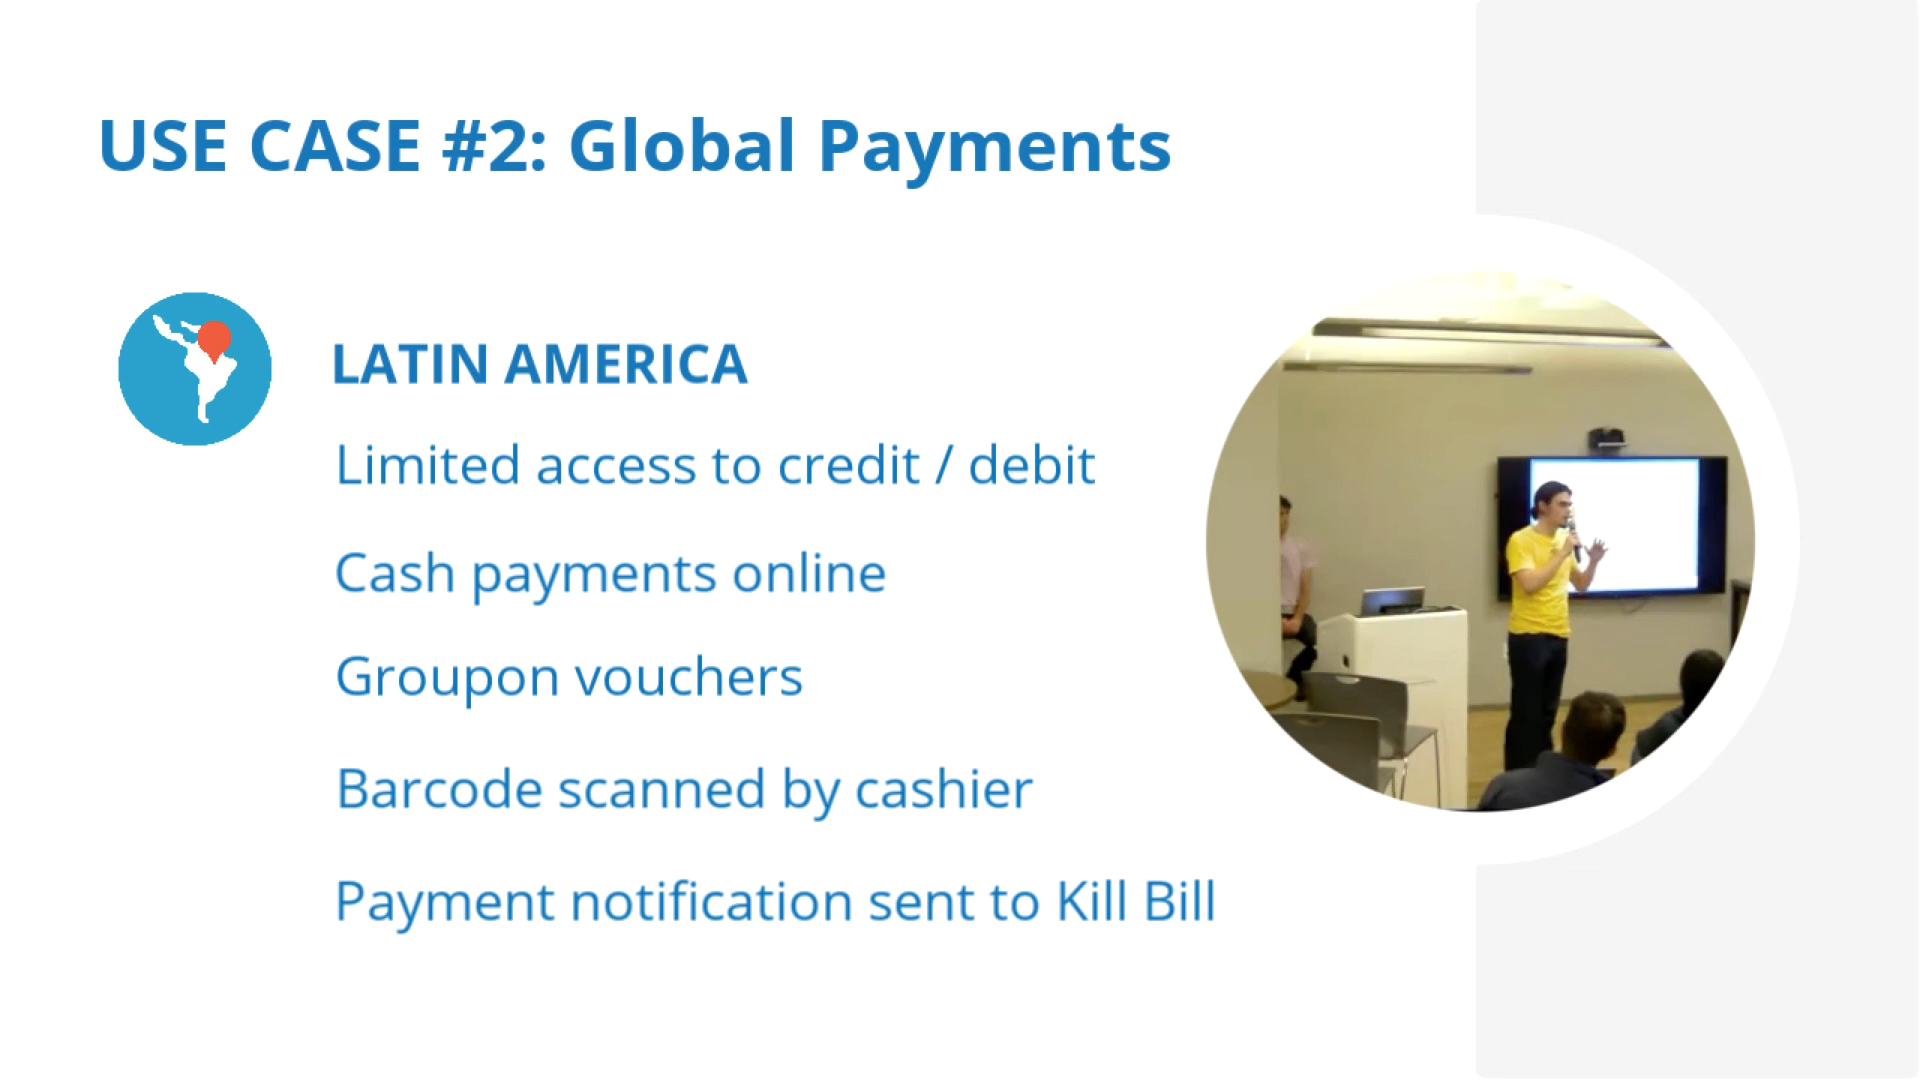 USE CASE #2: Global Payments
LATIN AMERICA
Limited access to credit / debit
Cash payments online
Groupon vouchers
Barcode scanned by cashier
Payment notification sent to Kill Bill